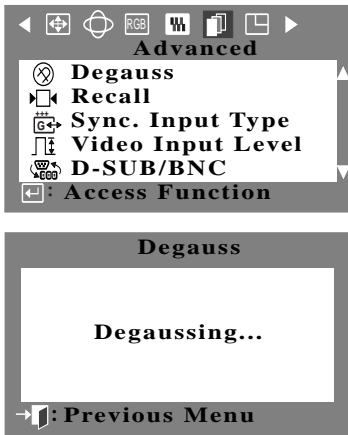 RGB
Advanced
Degauss
Recall
Sync. Input Type
Video Input Level
D-SUB/BNC
: Access Function
Degauss
Degaussing...
: Previous Menu